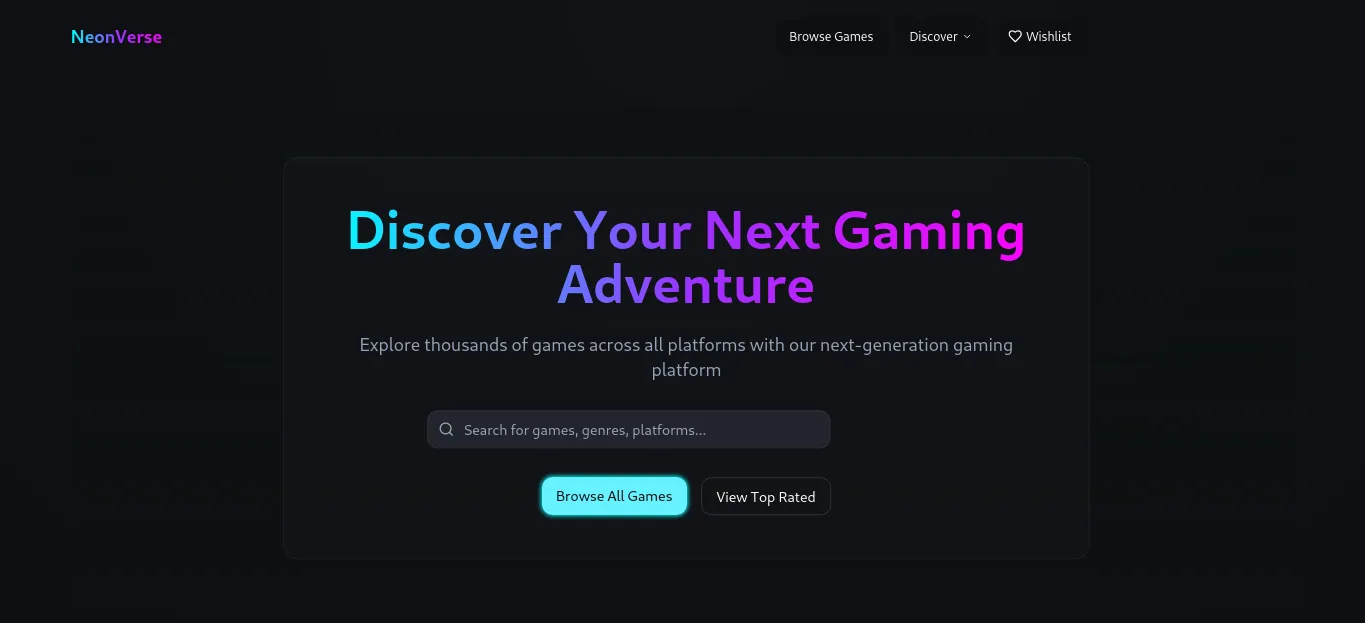 NeonVerse
Browse Games
Discover
Wishlist
Discover Your Next Gaming
Adventure
Explore thousands of games across all platforms with our next-generation gaming
platform
Search for games, genres, platforms...
Browse All Games
View Top Rated